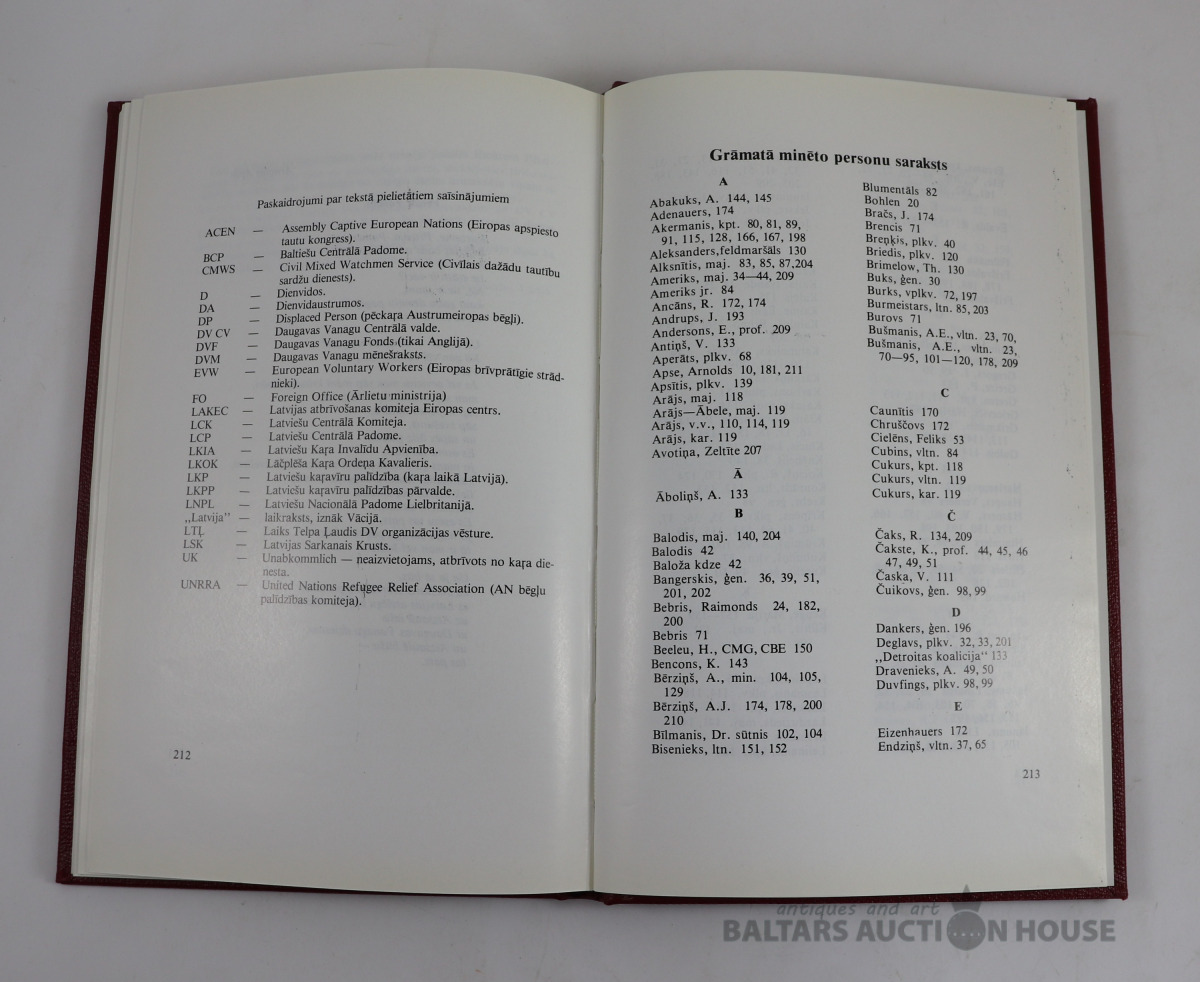 Paskaidrojumi par tekstā pielietātiem saīsinājumiem
ACEN — Assembly Captive European Nations (Eiropas apspiesto
tautu kongress).
BCP — Baltiešu Centrālā Padome.
CMWS — Civil Mixed Watchmen Service (Civīlais dažādu tautību
sardžu dienests).
D — Dienvidos.
DA — Dienvidaustrumos.
DP — Displaced Person (pēckaŗa Austrumeiropas bēgļi).
DV CV — Daugavas Vanagu Centrālā valde.
DVF — Daugavas Vanagu Fonds (tikai Anglijā).
DVM — Daugavas Vanagu mēnešraksts.
EVW — European Voluntary Workers (Eiropas brīvprātīgie strād-
nieki).
FO — Foreign Office (Ārlietu ministrija)
LAKEC — Latvijas atbrīvošanas komiteja Eiropas centrs.
LCK — Latviešu Centrālā Komiteja.
LCP — Latviešu Centrālā Padome.
LKIA — Latviešu Kaŗa Invalīdu Apvienība.
LKOK — Lāčplēša Kaŗa Ordeņa Kavalieris.
LKP — Latviešu kaŗavīru palīdzība (kaŗa laikā Latvijā).
LKPP — Latviešu kaŗavīru palīdzības pārvalde.
LNPL — Latviešu Nacionālā Padome Lielbritanijā.
„Latvija” — laikraksts, iznāk Vācijā.
LTĻ — Laiks Telpa Ļaudis DV organizācijas vēsture.
LSK — Latvijas Sarkanais Krusts.
UK — Unabkommlich — neaizvietojams, atbrīvots no kaŗa die-
nesta.
UNRRA — United Nations Refugee Relief Association (AN bēgļu
palīdzības komiteja).
212
Grāmatā minēto personu saraksts
A
Abakuks, A. 144, 145
Adenauers, 174
Akermanis, kpt. 80, 81, 89,
91, 115, 128, 166, 167, 198
Aleksanders,feldmaršāls 130
Alksnītis, maj. 83, 85, 87,204
Ameriks, maj. 34—44, 209
Ameriks jr. 84
Ancāns, R. 172, 174
Andrups, J. 193
Andersons, E., prof. 209
Antiņš, V. 133
Aperāts, plkv. 68
Apse, Arnolds 10, 181, 211
Apsītis, plkv. 139
Arājs, maj. 118
Arājs—Ābele, maj. 119
Arājs, v.v., 110, 114, 119
Arājs, kar. 119
Avotiņa, Zeltīte 207
Ā
Āboliņš, A. 133
B
Balodis, maj. 140, 204
Balodis 42
Baloža kdze 42
Bangerskis, ģen. 36, 39, 51,
201, 202
Bebris, Raimonds 24, 182,
200
Bebris 71
Beeleu, H., CMG, CBE 150
Bencons, K. 143
Bērziņš, A., min. 104, 105,
129
Bērziņš, A.J. 174, 178, 200
210
Bīlmanis, Dr. sūtnis 102, 104
Bisenieks, ltn. 151, 152
Blumentāls 82
Bohlen 20
Bračs, J. 174
Brencis 71
Breņķis, plkv. 40
Briedis, plkv. 120
Brimelow, Th. 130
Buks, ģen. 30
Burks, vplkv. 72,197
Burmeistars, ltn. 85, 203
Burovs 71
Bušmanis, A.E., vltn. 23, 70,
Bušmanis, A.E., vltn. 23,
70—95, 101—120, 178, 209
C
Caunītis 170
Chruščovs 172
Cielēns, Feliks 53
Cubins, vltn. 84
Cukurs, kpt. 118
Cukurs, vltn. 119
Cukurs, kar. 119
Č
Čaks, R. 134, 209
Čakste, K., prof. 44, 45, 46
47, 49, 51
Časka, V. 111
Čuikovs, ģen. 98, 99
D
Dankers, ģen. 196
Deglavs, plkv. 32, 33, 201
„Detroitas koalicija“ 133
Dravenieks, A. 49, 50
Duvfings, plkv. 98, 99
E
Eizenhauers 172
Endziņš, vltn. 37, 65
213
antiques and art
BALTARS AUCTION HOUSE